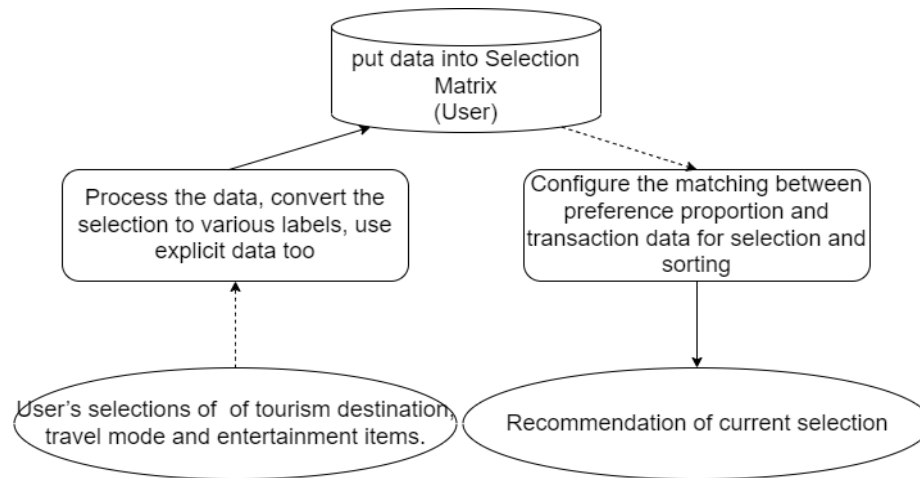 put data into Selection
Matrix
(User)
Process the data, convert the
selection to various labels, use
explicit data too
Configure the matching between
preference proportion and
transaction data for selection and
sorting
User's selections of of tourism destination,
travel mode and entertainment items.
Recommendation of current selection